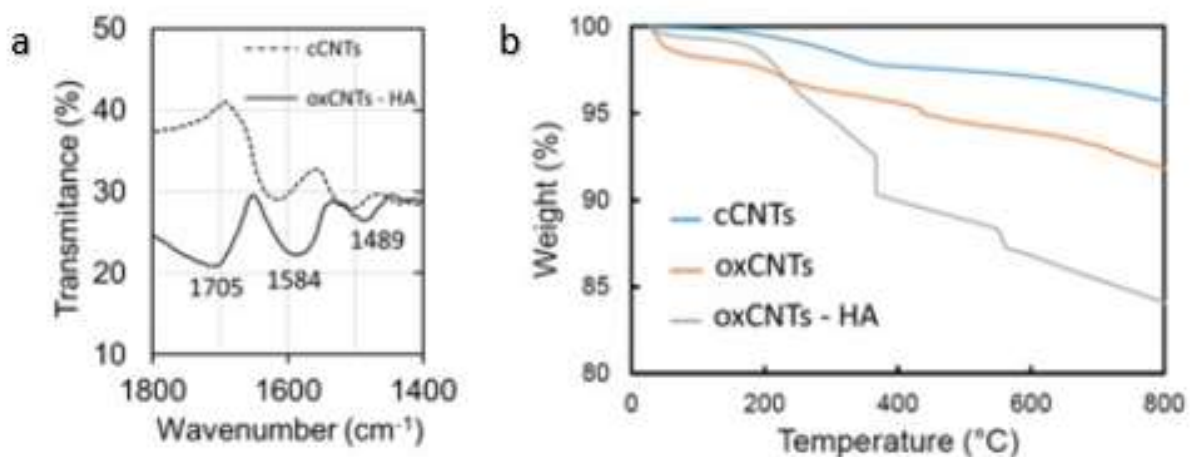 a
50
40
30
20
10
Transmitance (%)
cCNTs
oxCNTs - HA
1705
1584
1489
1800
1600
1400
Wavenumber (cm⁻¹)
b
100
95
90
85
80
Weight (%)
cCNTs
oxCNTs
oxCNTs - HA
0
200
400
600
800
Temperature (°C)